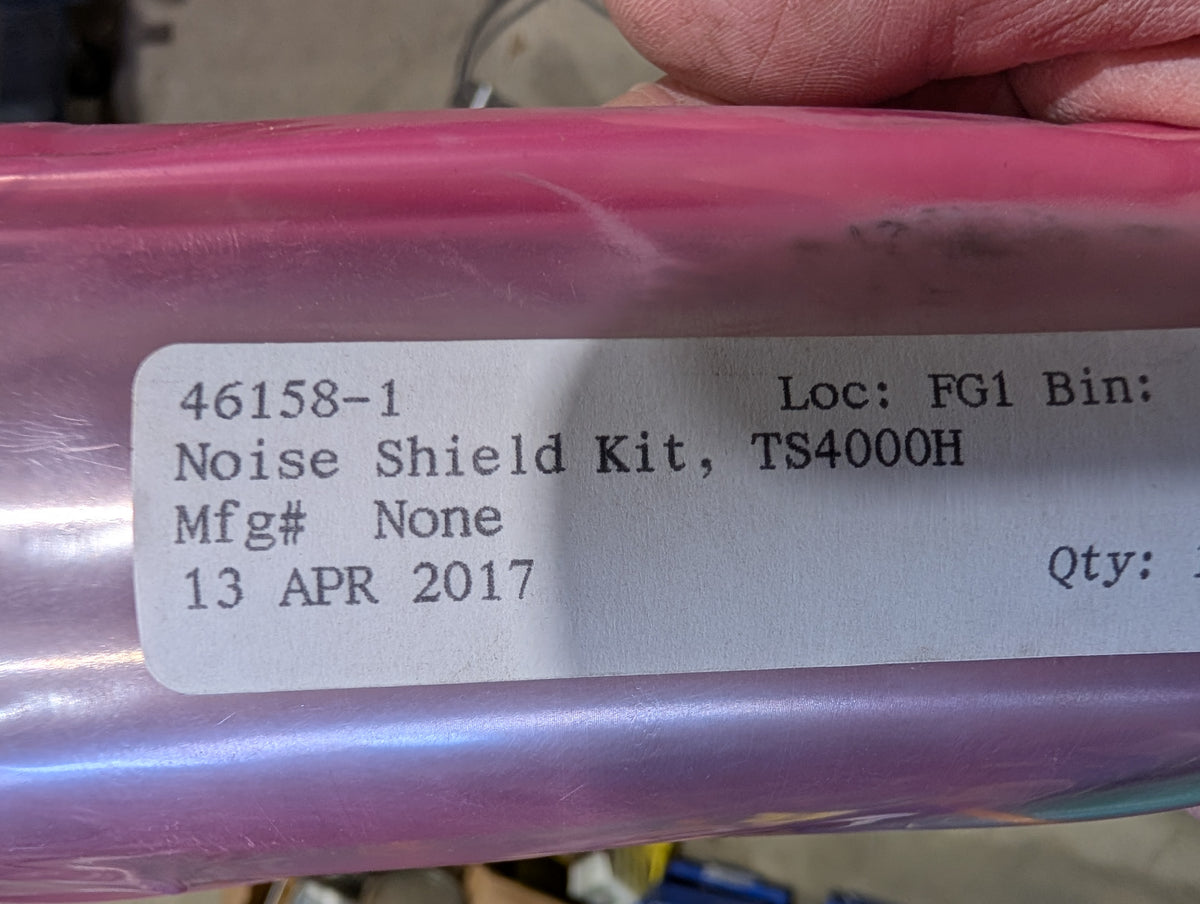 46158-1 Loc: FG1 Bin:
Noise Shield Kit, TS4000H
Mfg# None
13 APR 2017 Qty: